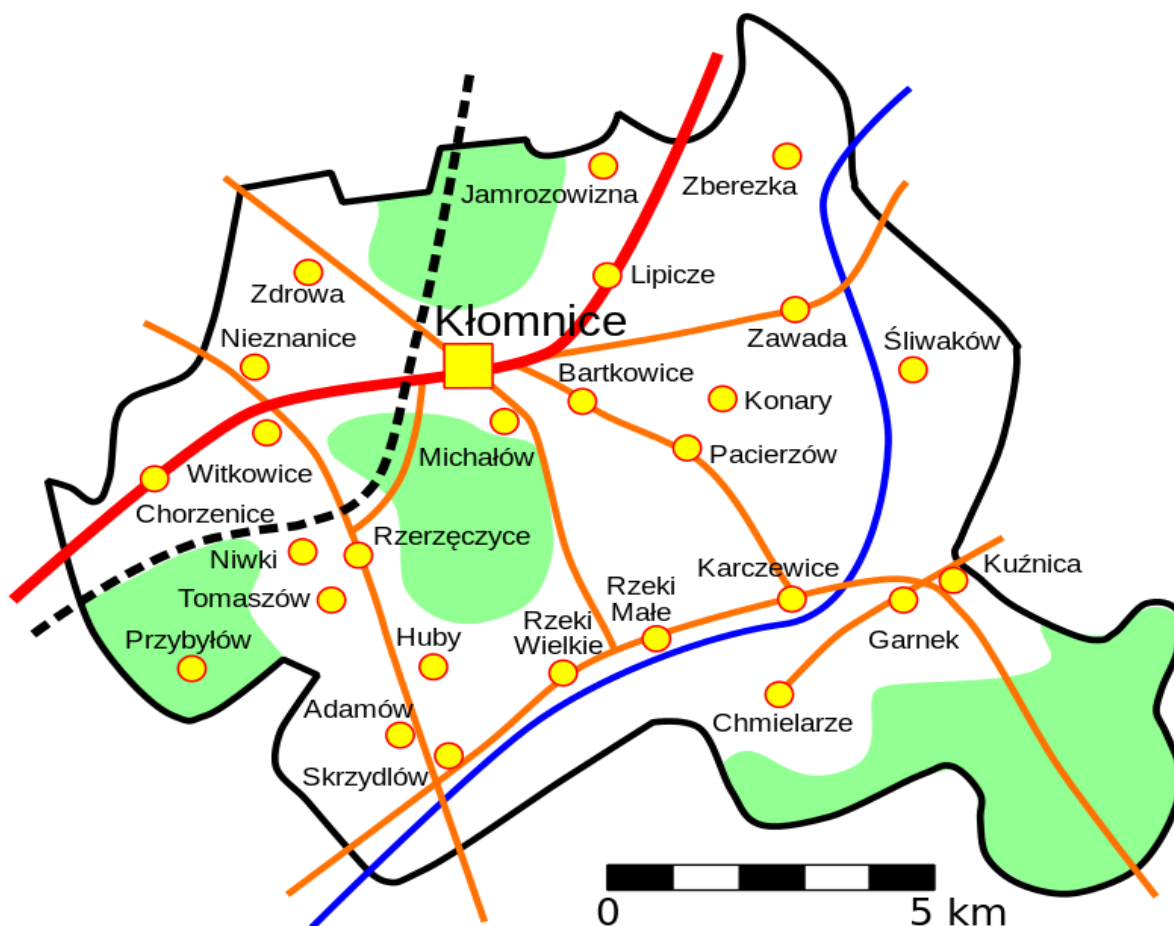 Jamrozowizna
Zberezka
Zdrowa
Lipicze
Kłomnice
Nieznanice
Zawada
Śliwaków
Bartkowice
Konary
Michałów
Pacierzów
Witkowice
Chorzenice
Rzerzęczyce
Niwki
Karczewice
Kuźnica
Tomaszów
Rzeki
Małe
Przybyłów
Huby
Rzeki
Wielkie
Garnek
Adamów
Chmielarze
Skrzydlów
0
5 km